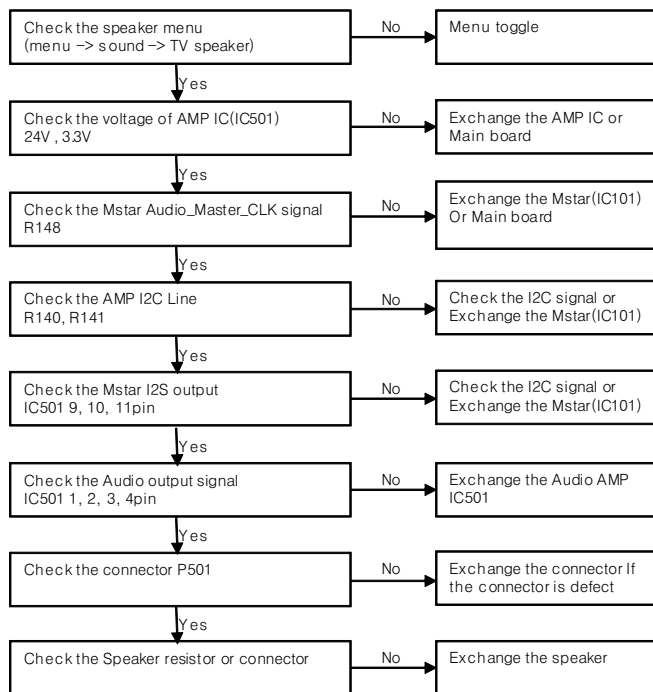 Check the speaker menu
(menu -> sound -> TV speaker)
No
Menu toggle
Yes
Check the voltage of AMP IC(IC501)
24V , 3.3V
No
Exchange the AMP IC or
Main board
Yes
Check the Mstar Audio_Master_CLK signal
R148
No
Exchange the Mstar(IC101)
Or Main board
Yes
Check the AMP I2C Line
R140, R141
No
Check the I2C signal or
Exchange the Mstar(IC101)
Yes
Check the Mstar I2S output
IC501 9, 10, 11pin
No
Check the I2C signal or
Exchange the Mstar(IC101)
Yes
Check the Audio output signal
IC501 1, 2, 3, 4pin
No
Exchange the Audio AMP
IC501
Yes
Check the connector P501
No
Exchange the connector If
the connector is defect
Yes
Check the Speaker resistor or connector
No
Exchange the speaker